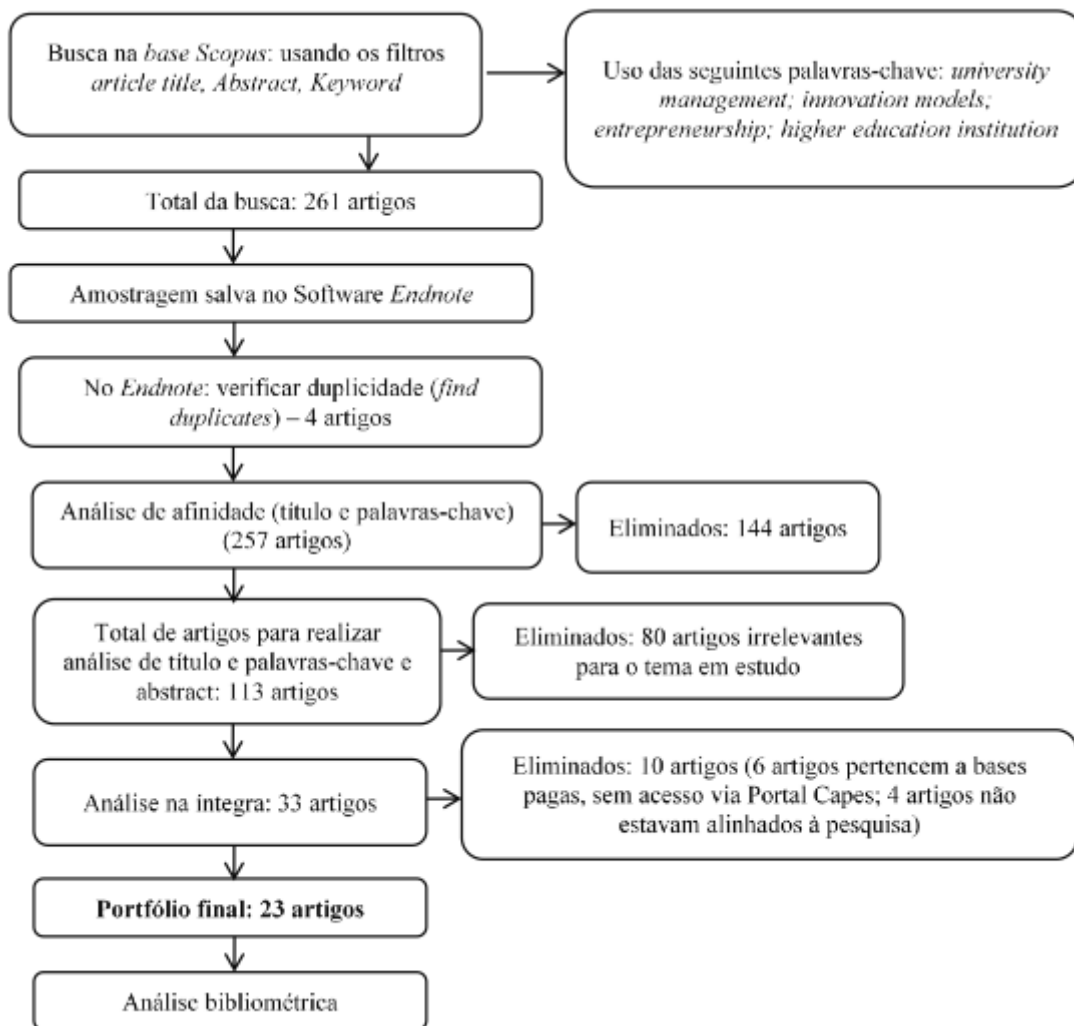 Busca na base Scopus: usando os filtros
article title, Abstract, Keyword
Uso das seguintes palavras-chave: university
management; innovation models;
entrepreneurship; higher education institution
Total da busca: 261 artigos
Amostragem salva no Software Endnote
No Endnote: verificar duplicidade (find
duplicates) – 4 artigos
Análise de afinidade (título e palavras-chave)
(257 artigos)
Eliminados: 144 artigos
Total de artigos para realizar
análise de título e palavras-chave e
abstract: 113 artigos
Eliminados: 80 artigos irrelevantes
para o tema em estudo
Análise na íntegra: 33 artigos
Eliminados: 10 artigos (6 artigos pertencem a bases
pagas, sem acesso via Portal Capes; 4 artigos não
estavam alinhados à pesquisa)
Portfólio final: 23 artigos
Análise bibliométrica